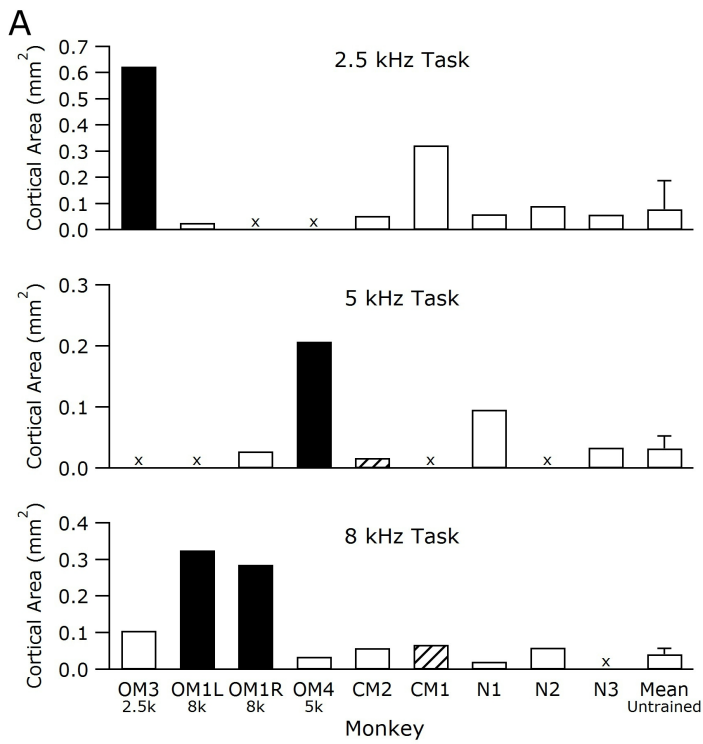 A
2.5 kHz Task
Cortical Area (mm²)
0.7
0.6
0.5
0.4
0.3
0.2
0.1
0.0
x x
5 kHz Task
Cortical Area (mm²)
0.3
0.2
0.1
0.0
x x x x
8 kHz Task
Cortical Area (mm²)
0.4
0.3
0.2
0.1
0.0
x
OM3 OM1L OM1R OM4 CM2 CM1 N1 N2 N3 Mean
2.5k 8k 8k 5k Untrained
Monkey